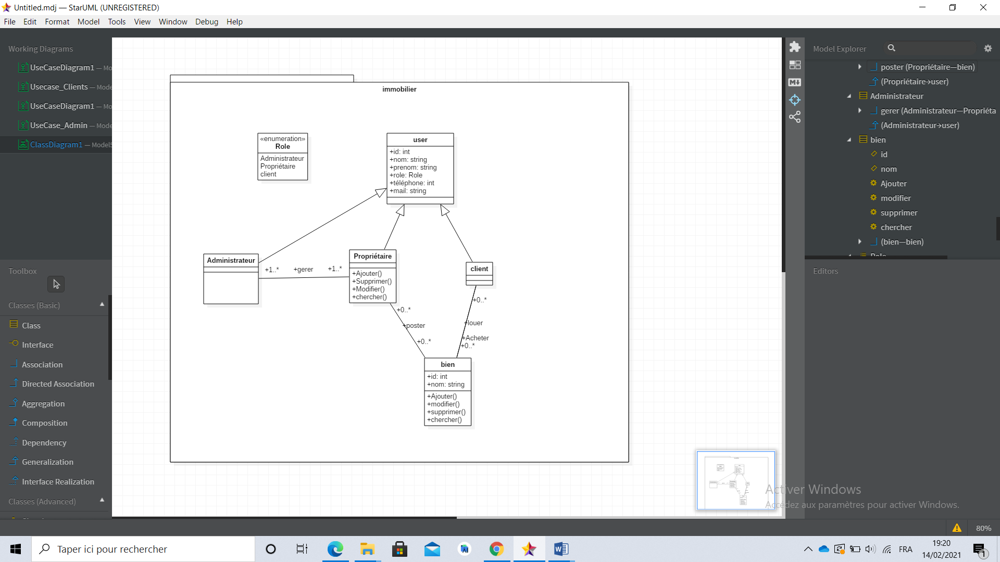 Untitled.mdj — StarUML (UNREGISTERED)
File Edit Format Model Tools View Window Debug Help
Working Diagrams
UseCaseDiagram1 — Mo
Usecase_Clients — Mode
UseCaseDiagram1 — Mo
UseCase_Admin — Mode
ClassDiagram1 — Model5
Toolbox
Classes (Basic)
Class
Interface
Association
Directed Association
Aggregation
Composition
Dependency
Generalization
Interface Realization
Classes (Advanced)
immobilier
«enumeration»
Role
Administrateur
Propriétaire
client
user
+id: int
+nom: string
+prenom: string
+role: Role
+téléphone: int
+mail: string
Administrateur
+1..* +gerer +1..*
Propriétaire
+Ajouter()
+Supprimer()
+Modifier()
+chercher()
client
+0..*
+poster
+0..*
+0..*
+louer
+Acheter
+0..*
bien
+id: int
+nom: string
+Ajouter()
+modifier()
+supprimer()
+chercher()
Model Explorer
poster (Propriétaire—bien)
(Propriétaire→user)
Administrateur
gerer (Administrateur—Propriéta
(Administrateur→user)
bien
id
nom
Ajouter
modifier
supprimer
chercher
(bien—bien)
Role
Editors
Activer Windows
Accédez aux paramètres pour activer Windows.
80%
Taper ici pour rechercher
FRA
19:20
14/02/2021
1